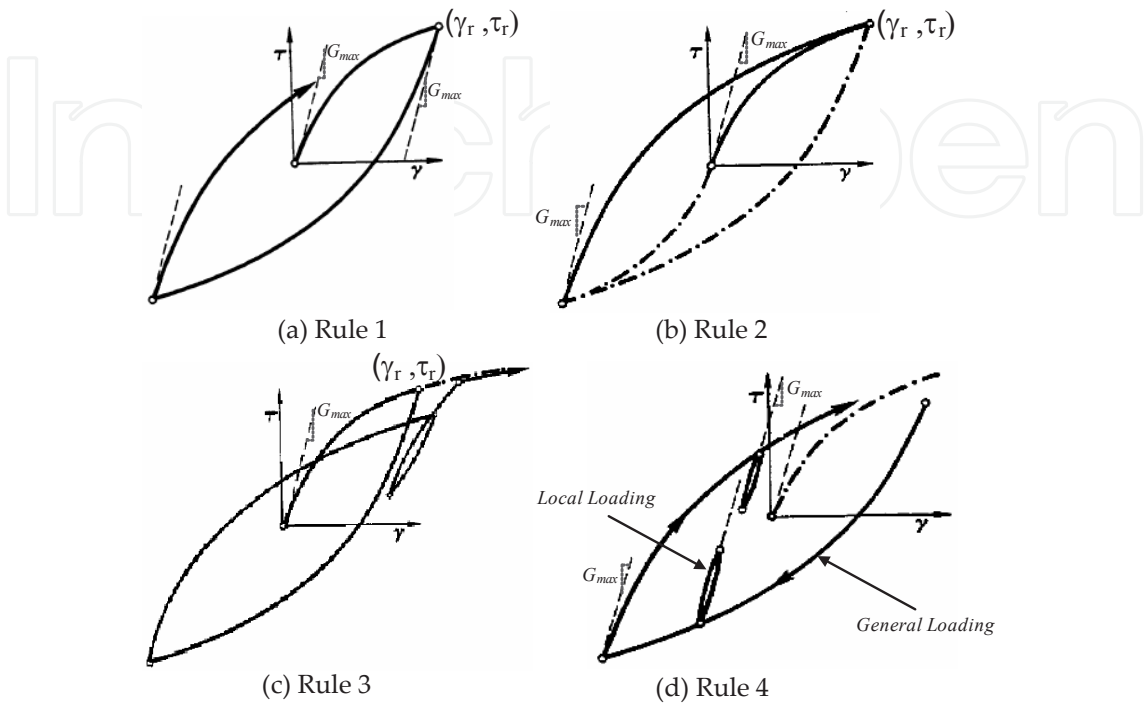 (γr ,τr)
τ
Gmax
Gmax
γ
(a) Rule 1
(γr ,τr)
τ
Gmax
γ
Gmax
(b) Rule 2
(γr ,τr)
τ
Gmax
γ
(c) Rule 3
τ
Gmax
Local Loading
γ
Gmax
General Loading
(d) Rule 4